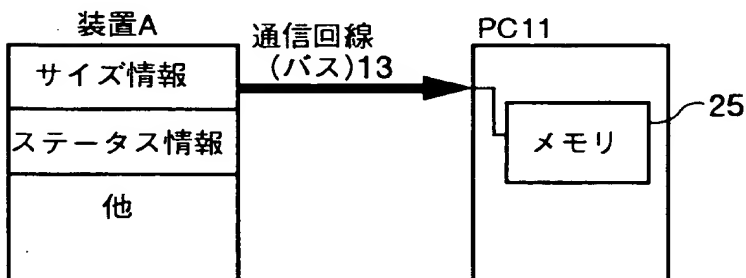 装置A
サイズ情報
ステータス情報
他
通信回線
(バス)13
PC11
メモリ
25